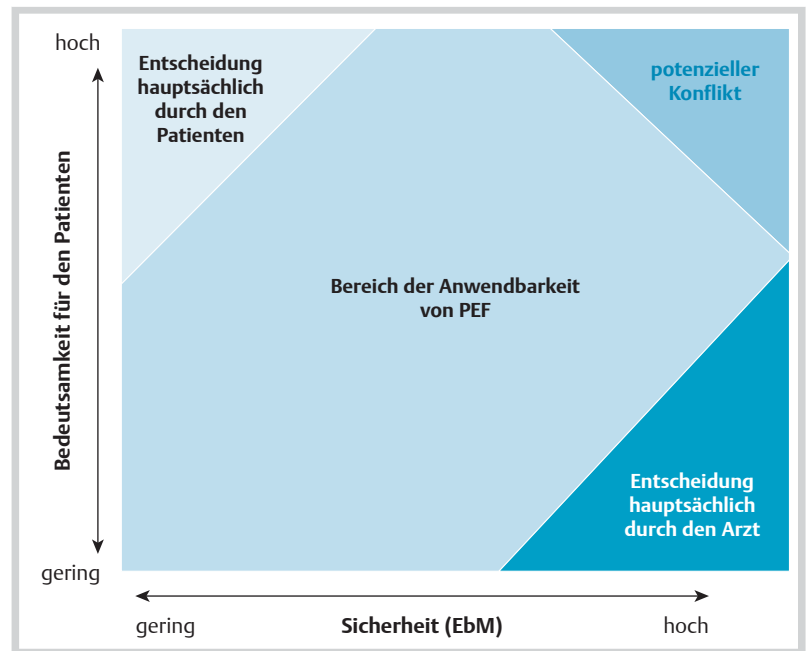 hoch
Entscheidung
hauptsächlich
durch den
Patienten
potenzieller
Konflikt
Bedeutsamkeit für den Patienten
Bereich der Anwendbarkeit
von PEF
Entscheidung
hauptsächlich
durch den Arzt
gering
gering
Sicherheit (EbM)
hoch